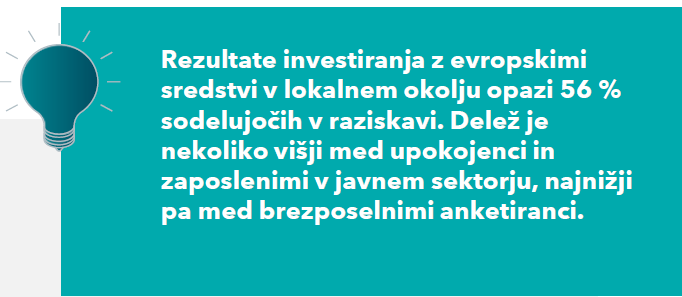 Rezultate investiranja z evropskimi
sredstvi v lokalnem okolju opazi 56 %
sodelujočih v raziskavi. Delež je
nekoliko višji med upokojenci in
zaposlenimi v javnem sektorju, najnižji
pa med brezposelnimi anketiranci.